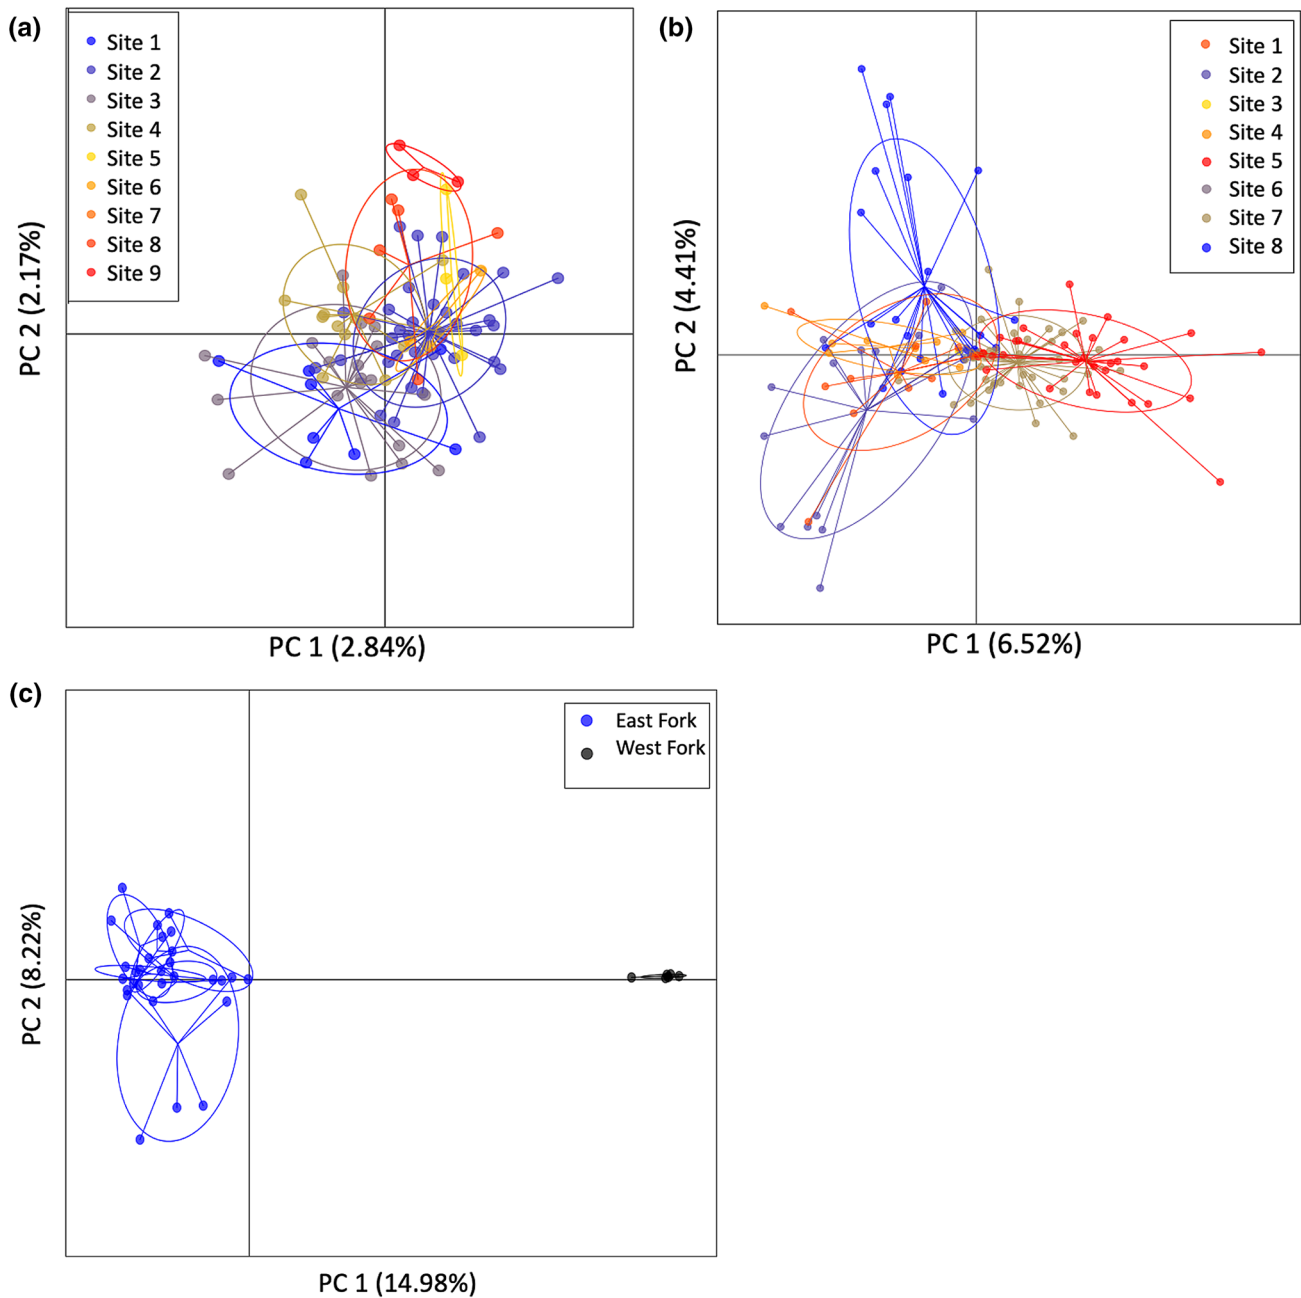 (a)
Site 1
Site 2
Site 3
Site 4
Site 5
Site 6
Site 7
Site 8
Site 9
PC 2 (2.17%)
PC 1 (2.84%)
(b)
Site 1
Site 2
Site 3
Site 4
Site 5
Site 6
Site 7
Site 8
PC 2 (4.41%)
PC 1 (6.52%)
(c)
East Fork
West Fork
PC 2 (8.22%)
PC 1 (14.98%)